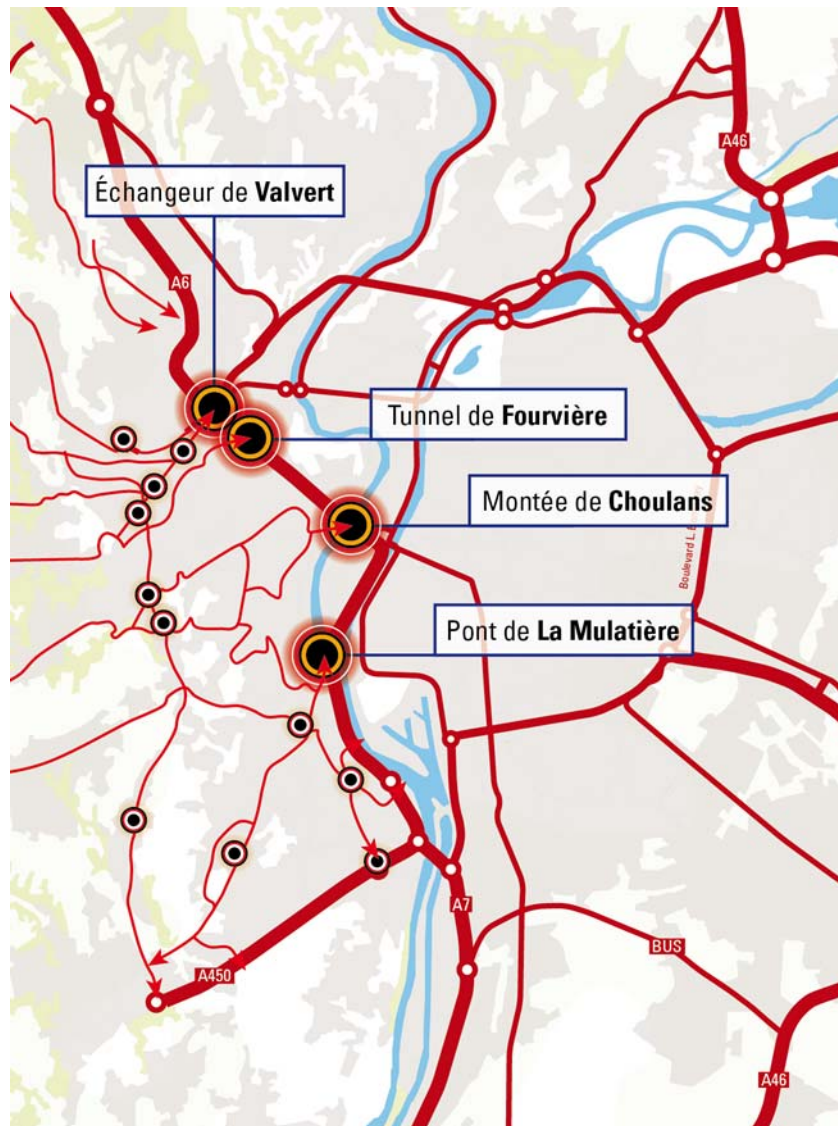 A46
Échangeur de Valvert
A6
Tunnel de Fourvière
Montée de Choulans
Boulevard L.
Pont de La Mulatière
A7
BUS
A450
A46